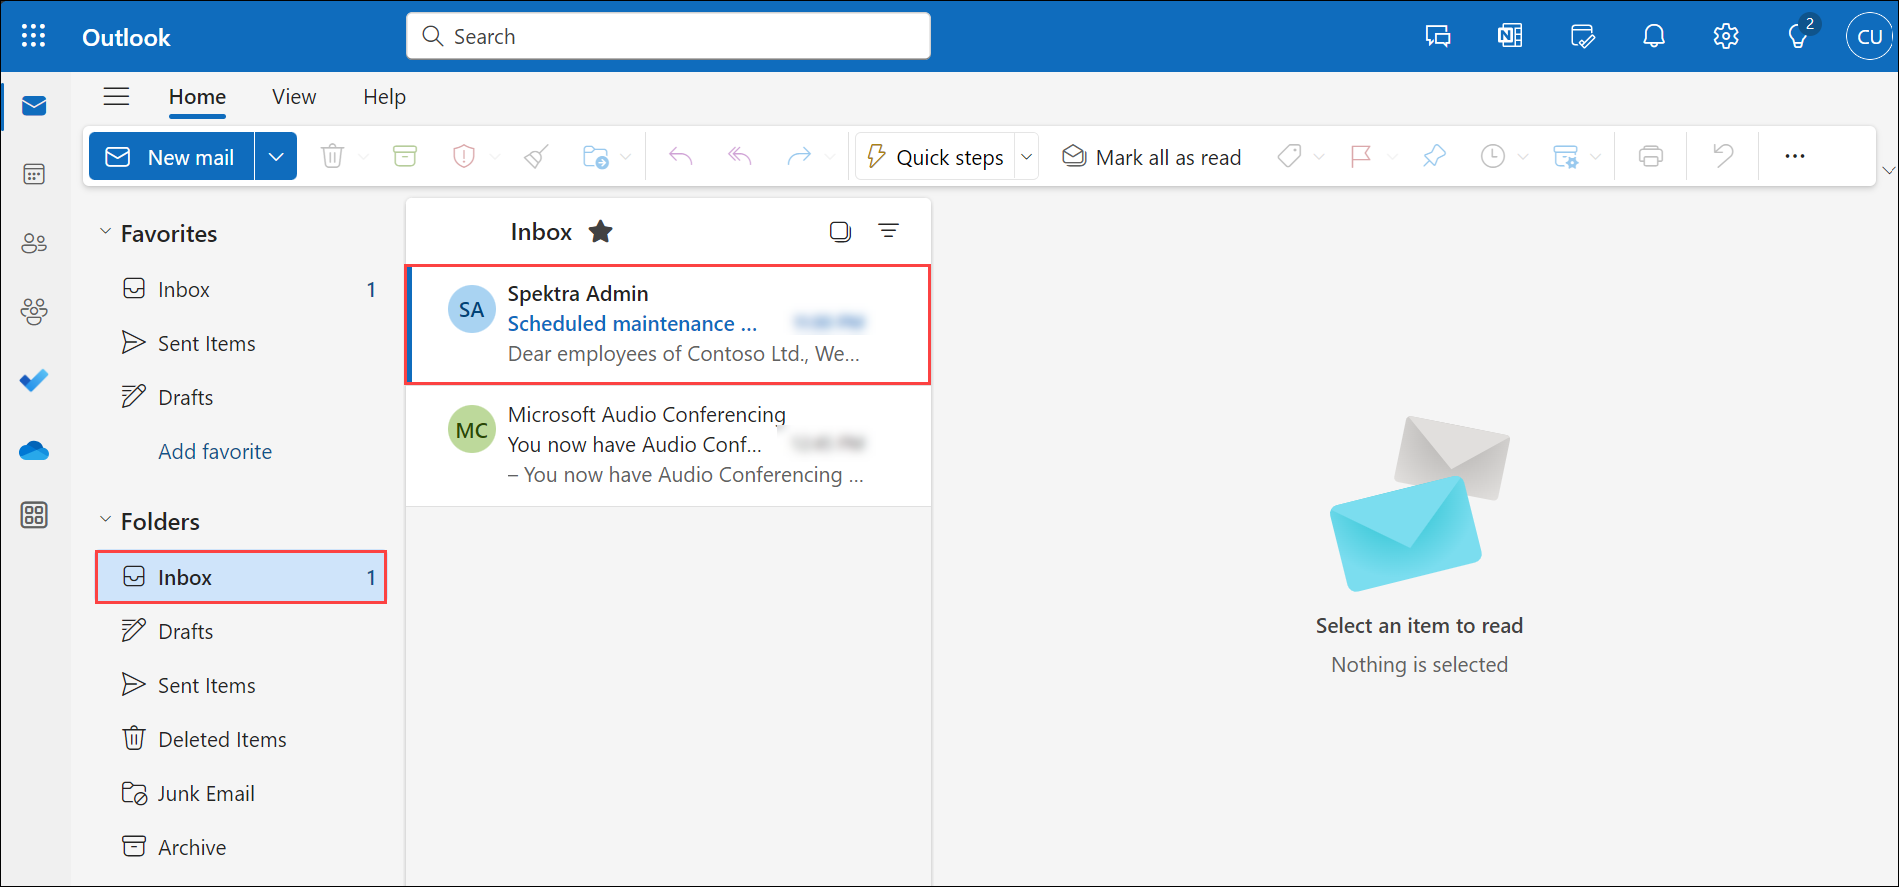 Outlook
Search
2
CU
Home View Help
New mail
Quick steps
Mark all as read
Favorites
Inbox 1
Sent Items
Drafts
Add favorite
Folders
Inbox 1
Drafts
Sent Items
Deleted Items
Junk Email
Archive
Inbox
SA
Spektra Admin
Scheduled maintenance ...
Dear employees of Contoso Ltd., We...
MC
Microsoft Audio Conferencing
You now have Audio Conf...
– You now have Audio Conferencing ...
Select an item to read
Nothing is selected